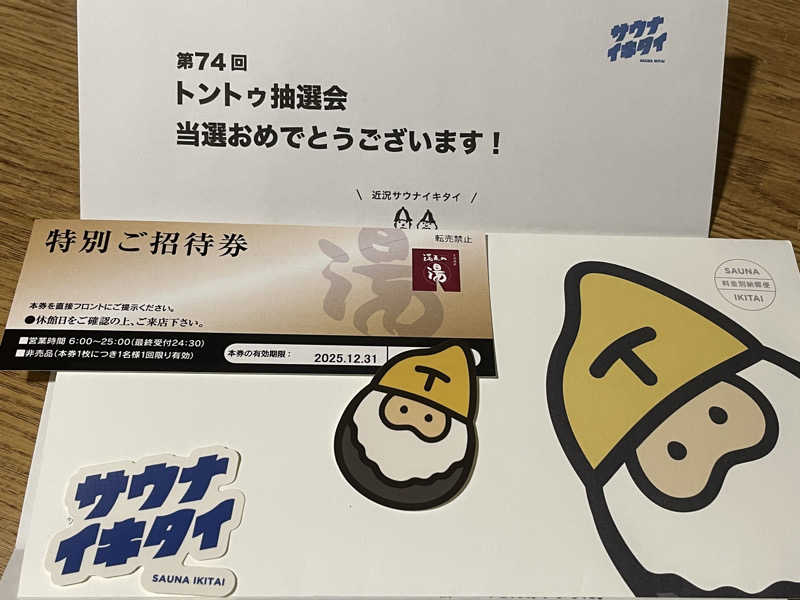 サウナ
イキタイ
SAUNA IKITAI
第74回
トントゥ抽選会
当選おめでとうございます！
\ 近況サウナイキタイ /
特別ご招待券
転売禁止
湯
湯
本券を直接フロントにご提示ください。
●休館日をご確認の上、ご来店下さい。
■営業時間 6:00～25:00(最終受付24:30)
■非売品(本券1枚につき1名様1回限り有効)
本券の有効期限：
2025.12.31
SAUNA
料金別納郵便
IKITAI
T
T
サウナ
イキタイ
SAUNA IKITAI